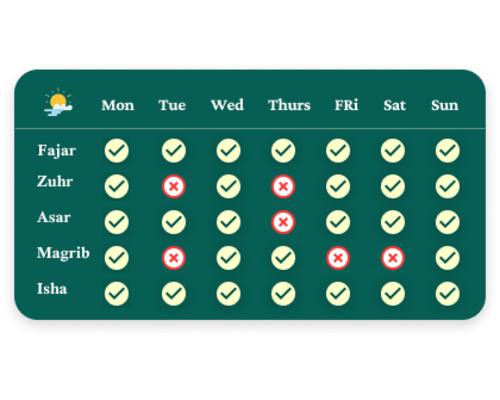 Mon Tue Wed Thurs FRi Sat Sun
Fajar
Zuhr
Asar
Magrib
Isha